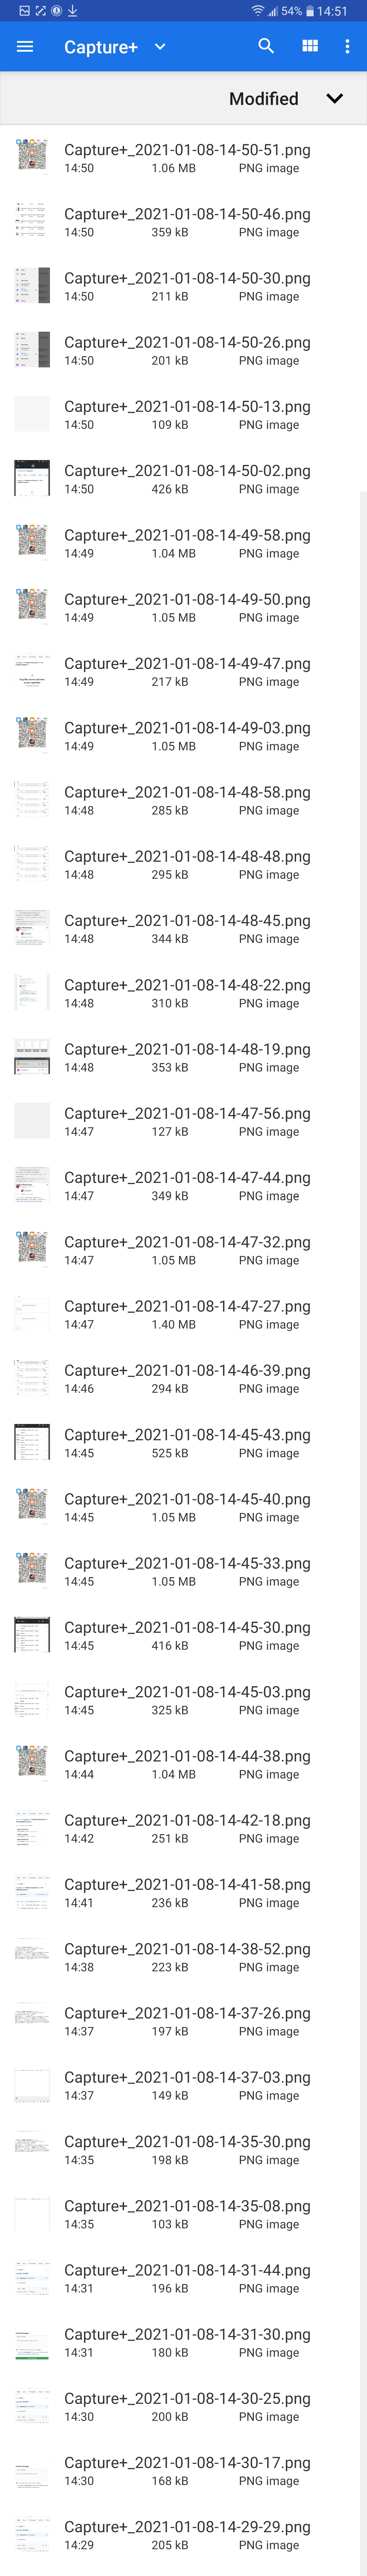 54% 14:51
Capture+
Modified
Capture+_2021-01-08-14-50-51.png
14:50 1.06 MB PNG image
Capture+_2021-01-08-14-50-46.png
14:50 359 kB PNG image
Capture+_2021-01-08-14-50-30.png
14:50 211 kB PNG image
Capture+_2021-01-08-14-50-26.png
14:50 201 kB PNG image
Capture+_2021-01-08-14-50-13.png
14:50 109 kB PNG image
Capture+_2021-01-08-14-50-02.png
14:50 426 kB PNG image
Capture+_2021-01-08-14-49-58.png
14:49 1.04 MB PNG image
Capture+_2021-01-08-14-49-50.png
14:49 1.05 MB PNG image
Capture+_2021-01-08-14-49-47.png
14:49 217 kB PNG image
Capture+_2021-01-08-14-49-03.png
14:49 1.05 MB PNG image
Capture+_2021-01-08-14-48-58.png
14:48 285 kB PNG image
Capture+_2021-01-08-14-48-48.png
14:48 295 kB PNG image
Capture+_2021-01-08-14-48-45.png
14:48 344 kB PNG image
Capture+_2021-01-08-14-48-22.png
14:48 310 kB PNG image
Capture+_2021-01-08-14-48-19.png
14:48 353 kB PNG image
Capture+_2021-01-08-14-47-56.png
14:47 127 kB PNG image
Capture+_2021-01-08-14-47-44.png
14:47 349 kB PNG image
Capture+_2021-01-08-14-47-32.png
14:47 1.05 MB PNG image
Capture+_2021-01-08-14-47-27.png
14:47 1.40 MB PNG image
Capture+_2021-01-08-14-46-39.png
14:46 294 kB PNG image
Capture+_2021-01-08-14-45-43.png
14:45 525 kB PNG image
Capture+_2021-01-08-14-45-40.png
14:45 1.05 MB PNG image
Capture+_2021-01-08-14-45-33.png
14:45 1.05 MB PNG image
Capture+_2021-01-08-14-45-30.png
14:45 416 kB PNG image
Capture+_2021-01-08-14-45-03.png
14:45 325 kB PNG image
Capture+_2021-01-08-14-44-38.png
14:44 1.04 MB PNG image
Capture+_2021-01-08-14-42-18.png
14:42 251 kB PNG image
Capture+_2021-01-08-14-41-58.png
14:41 236 kB PNG image
Capture+_2021-01-08-14-38-52.png
14:38 223 kB PNG image
Capture+_2021-01-08-14-37-26.png
14:37 197 kB PNG image
Capture+_2021-01-08-14-37-03.png
14:37 149 kB PNG image
Capture+_2021-01-08-14-35-30.png
14:35 198 kB PNG image
Capture+_2021-01-08-14-35-08.png
14:35 103 kB PNG image
Capture+_2021-01-08-14-31-44.png
14:31 196 kB PNG image
Capture+_2021-01-08-14-31-30.png
14:31 180 kB PNG image
Capture+_2021-01-08-14-30-25.png
14:30 200 kB PNG image
Capture+_2021-01-08-14-30-17.png
14:30 168 kB PNG image
Capture+_2021-01-08-14-29-29.png
14:29 205 kB PNG image